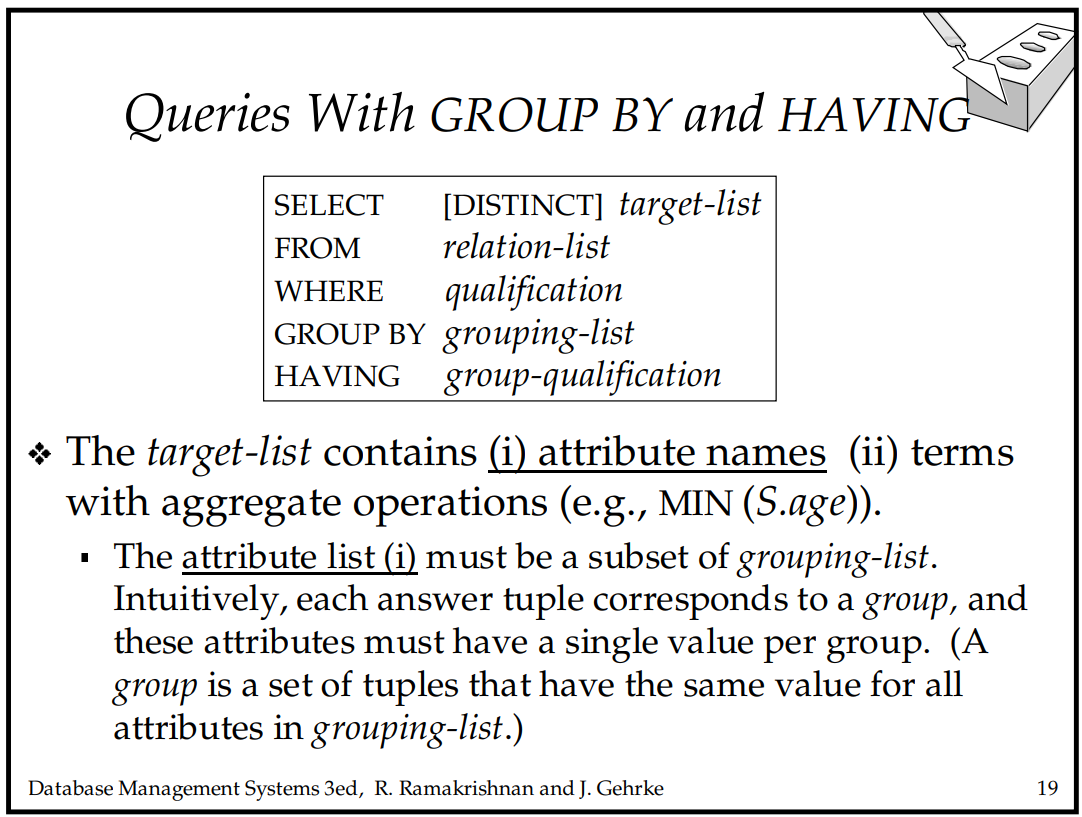 Queries With GROUP BY and HAVING
SELECT [DISTINCT] target-list
FROM relation-list
WHERE qualification
GROUP BY grouping-list
HAVING group-qualification
❖ The target-list contains (i) attribute names (ii) terms
with aggregate operations (e.g., MIN (S.age)).
▪ The attribute list (i) must be a subset of grouping-list.
Intuitively, each answer tuple corresponds to a group, and
these attributes must have a single value per group. (A
group is a set of tuples that have the same value for all
attributes in grouping-list.)
Database Management Systems 3ed, R. Ramakrishnan and J. Gehrke 19